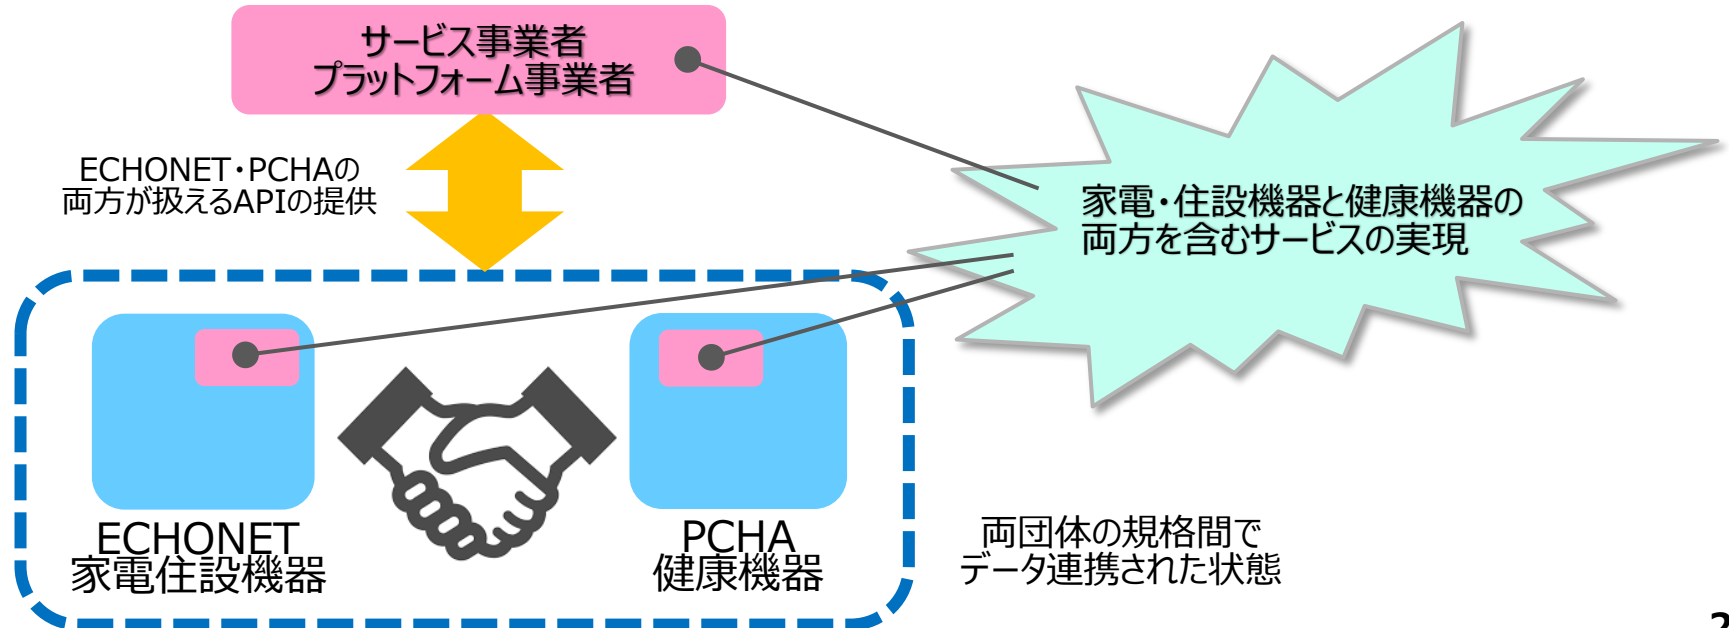 サービス事業者
プラットフォーム事業者
ECHONET・PCHAの
両方が扱えるAPIの提供
家電・住設機器と健康機器の
両方を含むサービスの実現
ECHONET
家電住設機器
PCHA
健康機器
両団体の規格間で
データ連携された状態
2